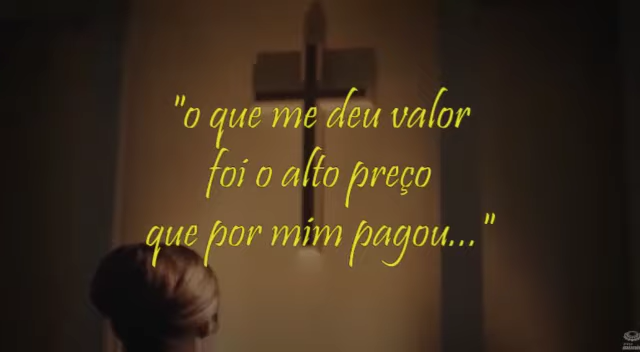 "o que me deu valor
foi o alto preço
que por mim pagou..."